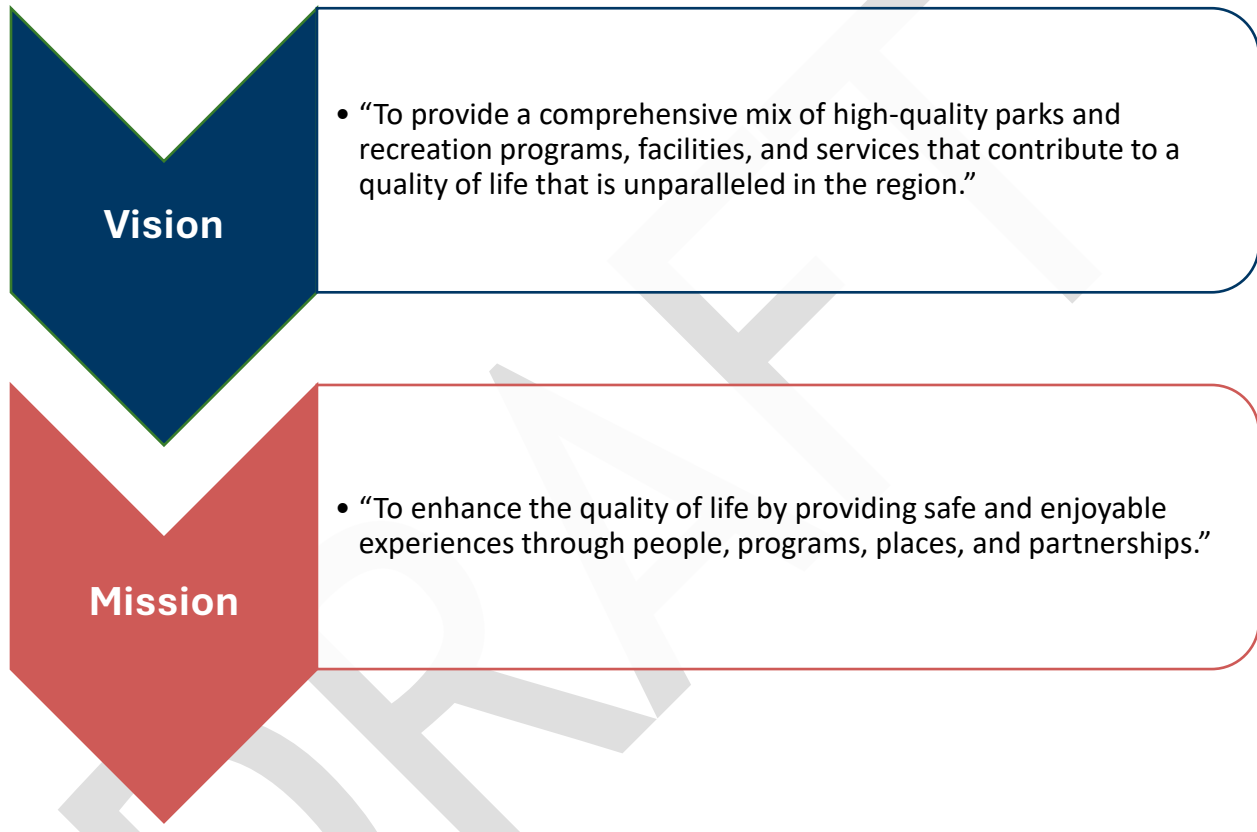 Vision
• “To provide a comprehensive mix of high-quality parks and
recreation programs, facilities, and services that contribute to a
quality of life that is unparalleled in the region.”
Mission
• “To enhance the quality of life by providing safe and enjoyable
experiences through people, programs, places, and partnerships.”
DRAFT